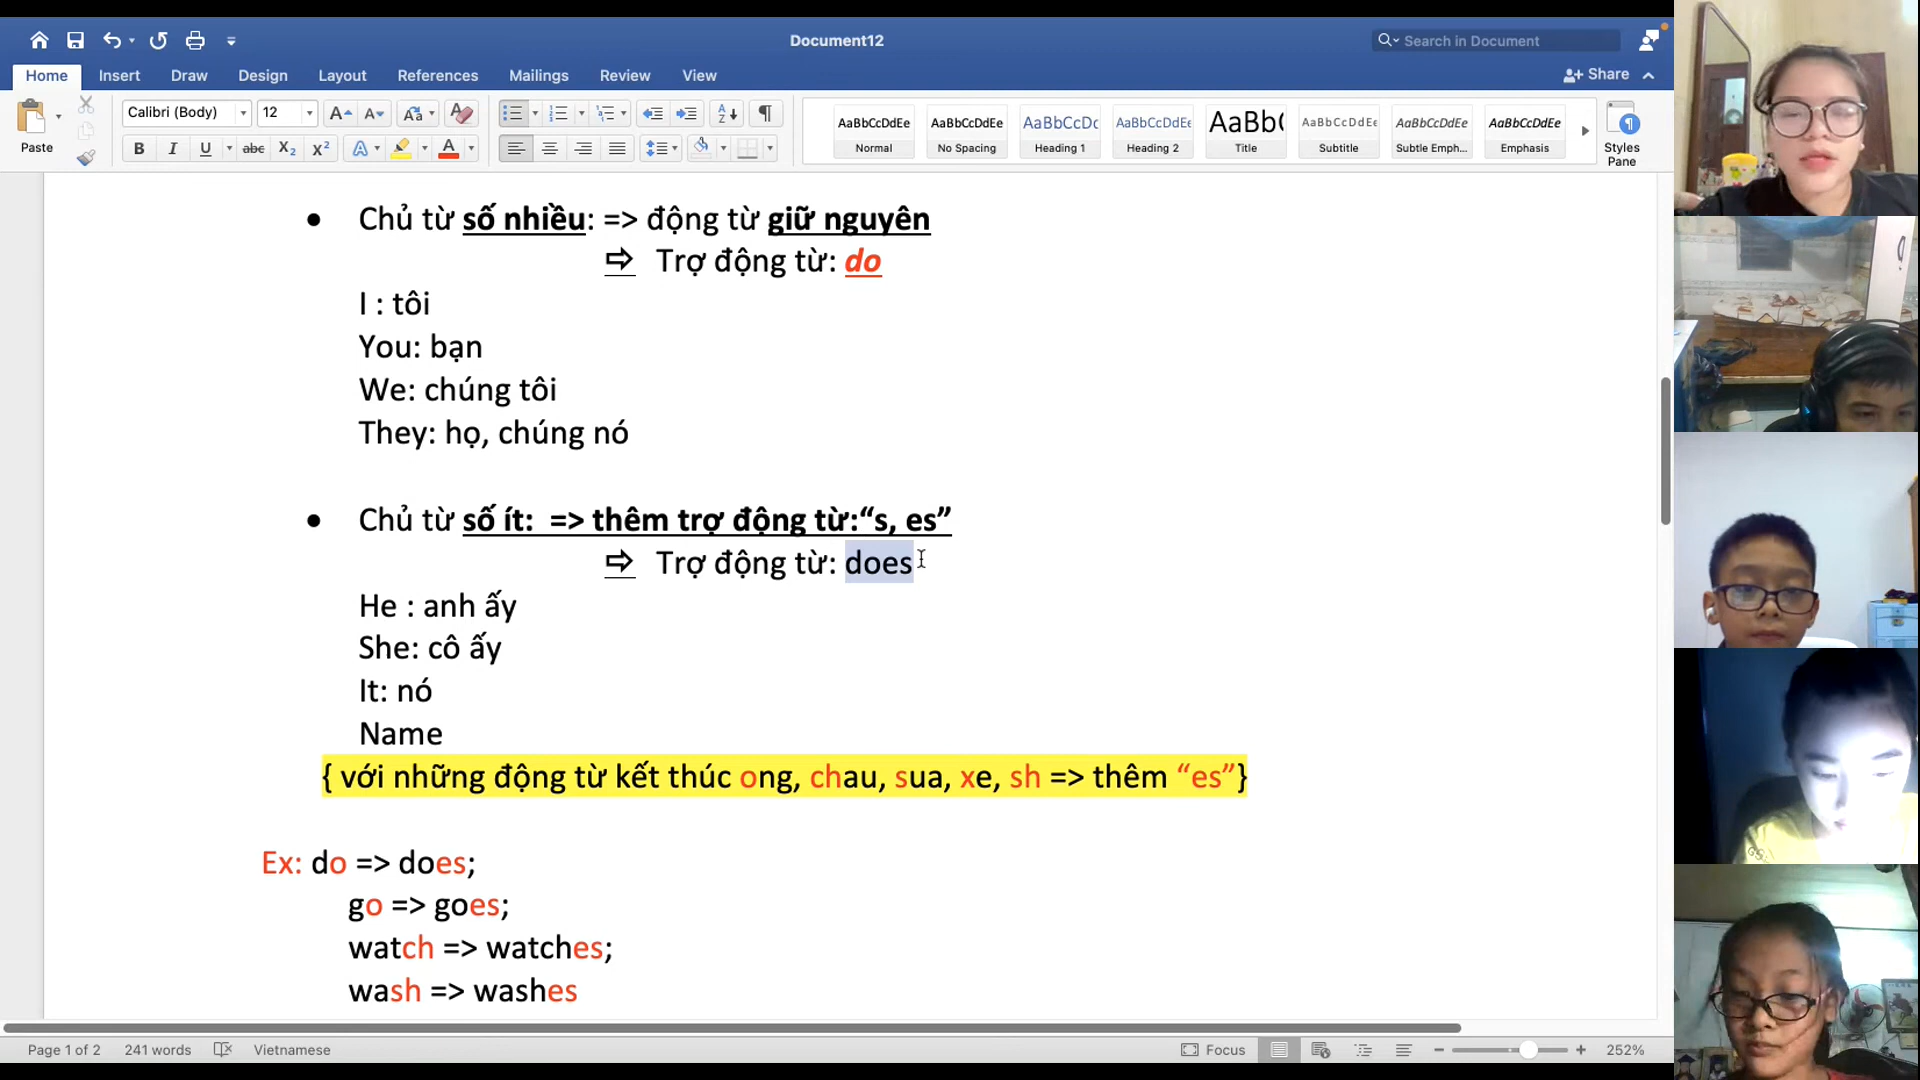 Document12
Search in Document
Home Insert Draw Design Layout References Mailings Review View
Share
Calibri (Body) 12
Paste
AaBbCcDdEe AaBbCcDdEe AaBbCcDc AaBbCcDdE AaBb( AaBbCcDdEe AaBbCcDdEe AaBbCcDdEe
Normal No Spacing Heading 1 Heading 2 Title Subtitle Subtle Emph... Emphasis
Styles Pane
• Chủ từ số nhiều: => động từ giữ nguyên
⇨ Trợ động từ: do
I : tôi
You: bạn
We: chúng tôi
They: họ, chúng nó
• Chủ từ số ít: => thêm trợ động từ:“s, es”
⇨ Trợ động từ: does
He : anh ấy
She: cô ấy
It: nó
Name
{ với những động từ kết thúc ong, chau, sua, xe, sh => thêm “es”}
Ex: do => does;
go => goes;
watch => watches;
wash => washes
Page 1 of 2 241 words Vietnamese Focus 252%